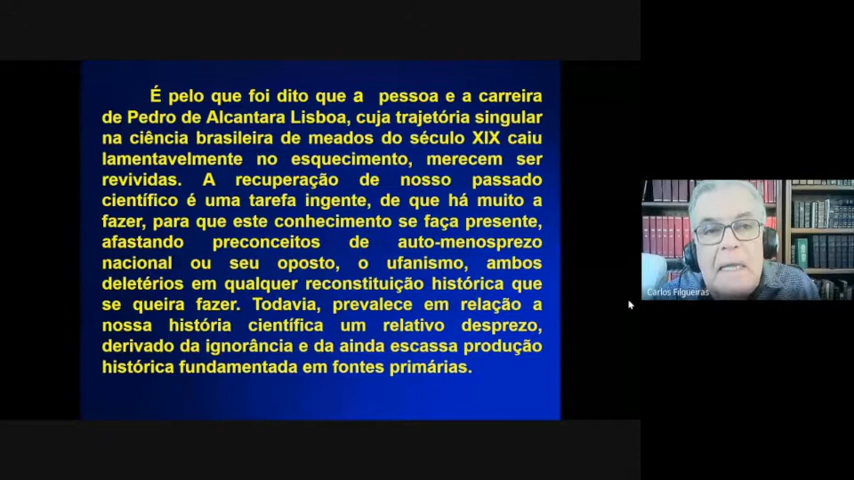 É pelo que foi dito que a pessoa e a carreira
de Pedro de Alcantara Lisboa, cuja trajetória singular
na ciência brasileira de meados do século XIX caiu
lamentavelmente no esquecimento, merecem ser
revividas. A recuperação de nosso passado
científico é uma tarefa ingente, de que há muito a
fazer, para que este conhecimento se faça presente,
afastando preconceitos de auto-menosprezo
nacional ou seu oposto, o ufanismo, ambos
deletérios em qualquer reconstituição histórica que
se queira fazer. Todavia, prevalece em relação a
nossa história científica um relativo desprezo,
derivado da ignorância e da ainda escassa produção
histórica fundamentada em fontes primárias.
Carlos Filgueiras